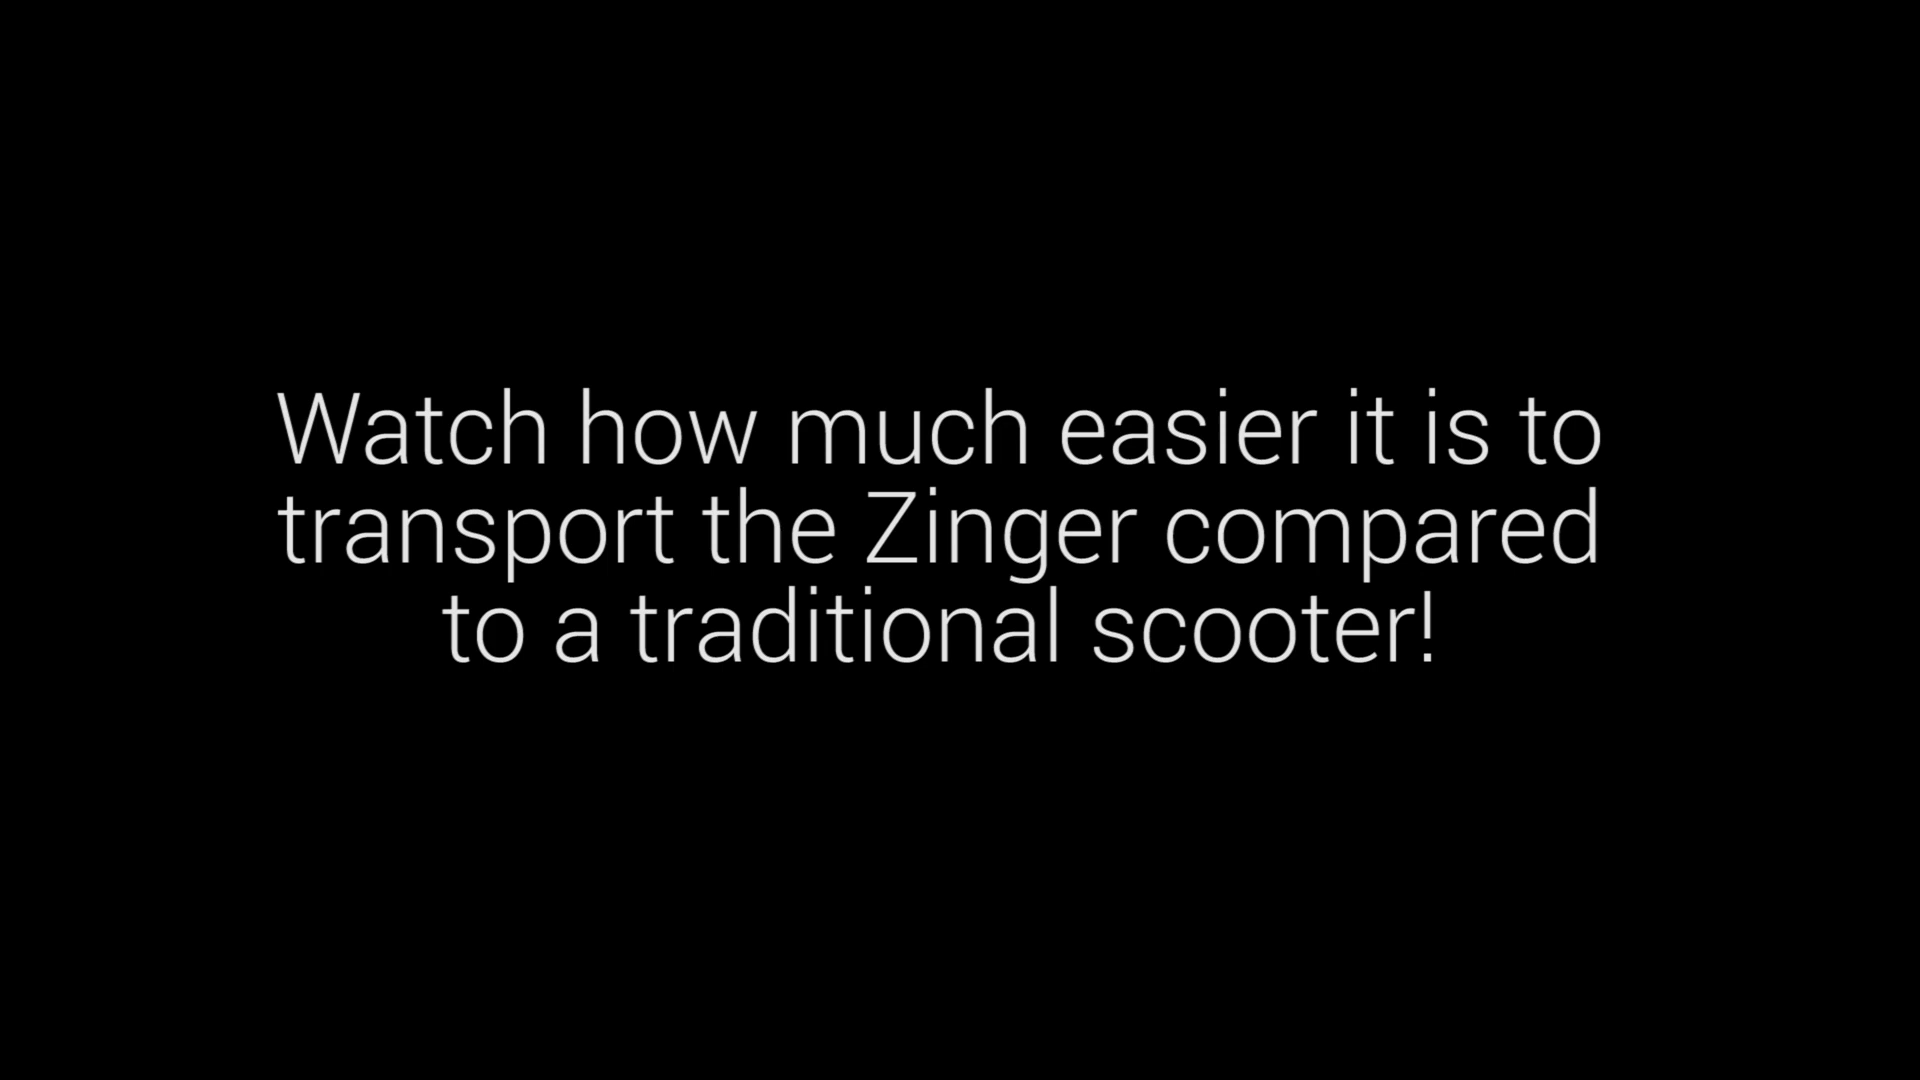 Watch how much easier it is to
transport the Zinger compared
to a traditional scooter!